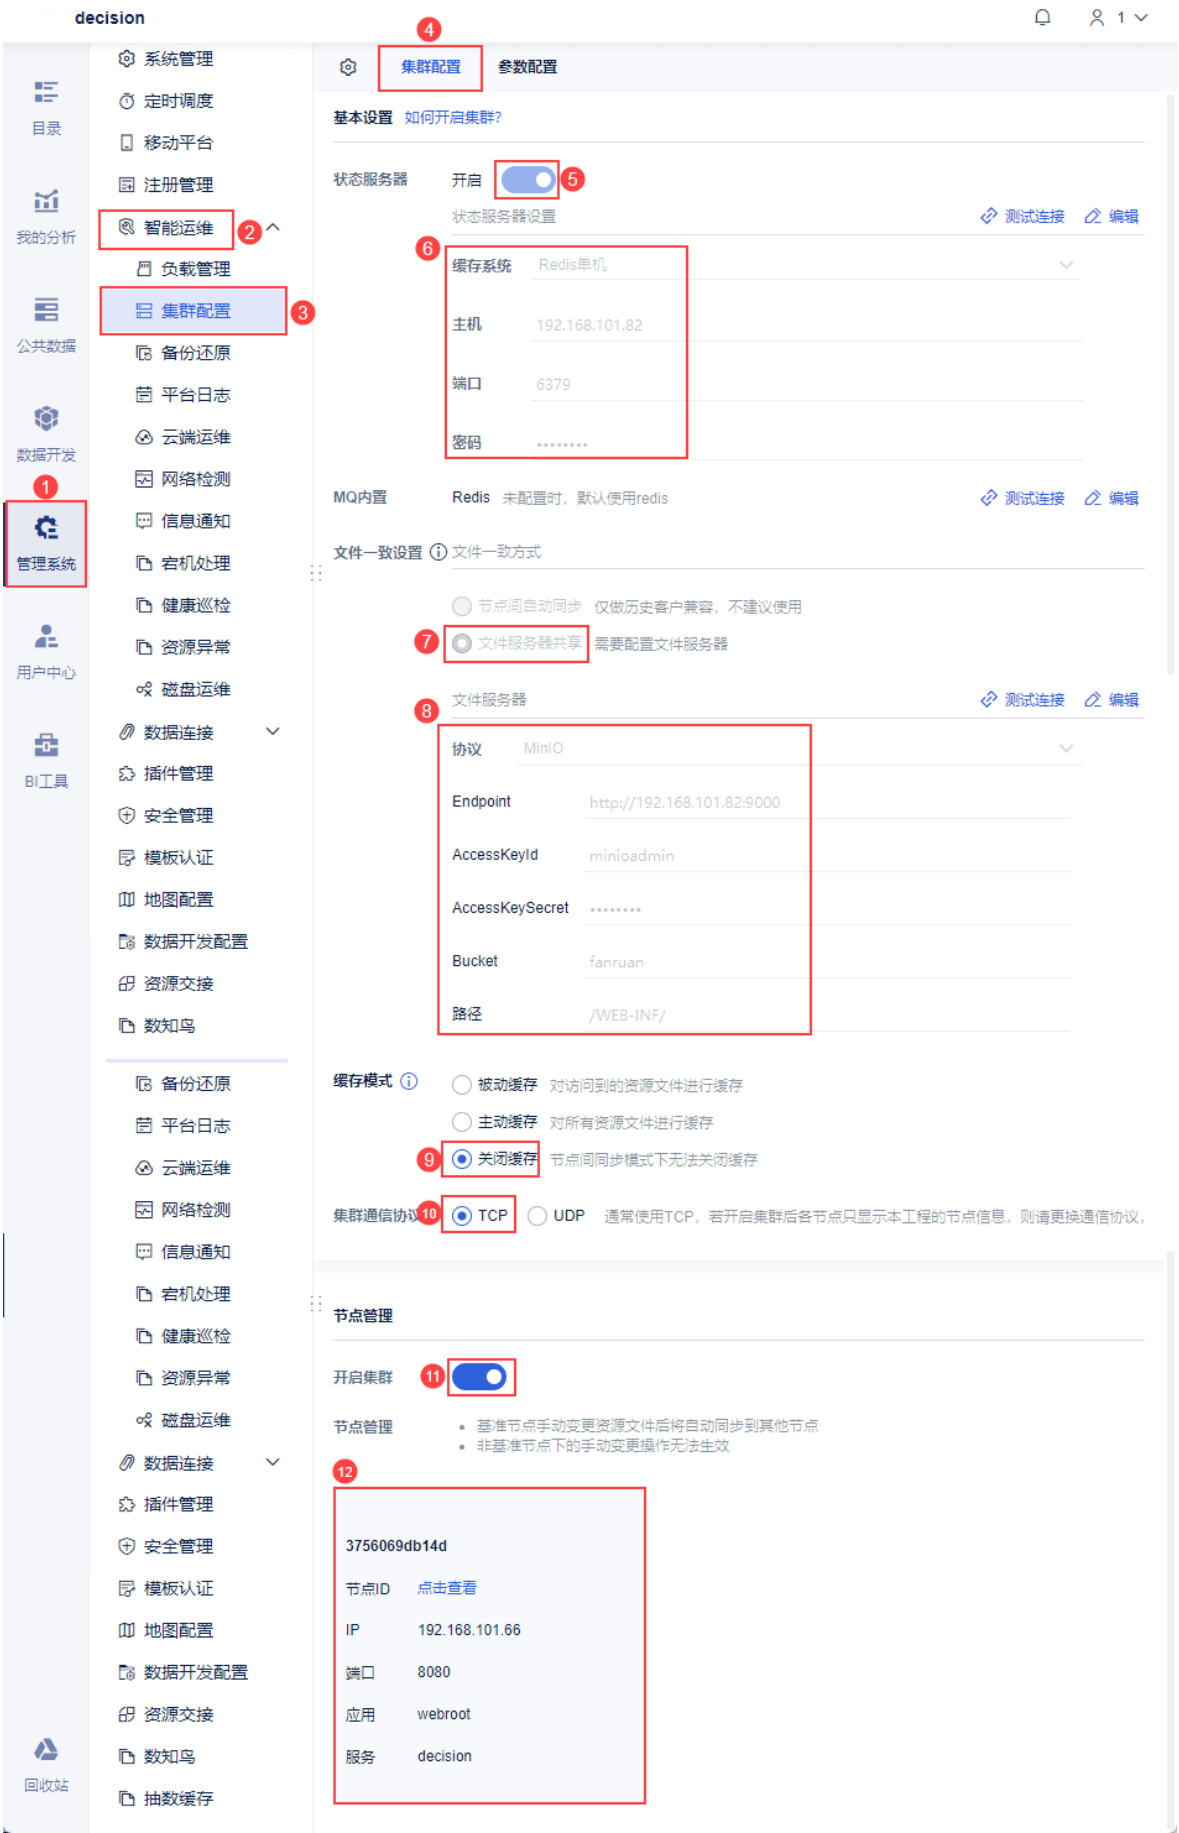 decision
1
目录
我的分析
公共数据
数据开发
1
管理系统
用户中心
BI工具
回收站
系统管理
定时调度
移动平台
注册管理
智能运维
2
负载管理
集群配置
3
备份还原
平台日志
云端运维
网络检测
信息通知
宕机处理
健康巡检
资源异常
磁盘运维
数据连接
插件管理
安全管理
模板认证
地图配置
数据开发配置
资源交接
数知鸟
备份还原
平台日志
云端运维
网络检测
信息通知
宕机处理
健康巡检
资源异常
磁盘运维
数据连接
插件管理
安全管理
模板认证
地图配置
数据开发配置
资源交接
数知鸟
抽数缓存
4
集群配置 参数配置
基本设置 如何开启集群?
状态服务器 开启 5
状态服务器设置 测试连接 编辑
6
缓存系统 Redis单机
主机 192.168.101.82
端口 6379
密码 ••••••••
MQ内置 Redis 未配置时，默认使用redis 测试连接 编辑
文件一致设置 文件一致方式
节点间自动同步 仅做历史客户兼容，不建议使用
7 文件服务器共享 需要配置文件服务器
8 文件服务器 测试连接 编辑
协议 MinIO
Endpoint http://192.168.101.82:9000
AccessKeyId minioadmin
AccessKeySecret ••••••••
Bucket fanruan
路径 /WEB-INF/
缓存模式 被动缓存 对访问到的资源文件进行缓存
主动缓存 对所有资源文件进行缓存
9 关闭缓存 节点间同步模式下无法关闭缓存
集群通信协议 10 TCP UDP 通常使用TCP，若开启集群后各节点只显示本工程的节点信息，则请更换通信协议，
节点管理
开启集群 11
节点管理 • 基准节点手动变更资源文件后将自动同步到其他节点
• 非基准节点下的手动变更操作无法生效
12
3756069db14d
节点ID 点击查看
IP 192.168.101.66
端口 8080
应用 webroot
服务 decision